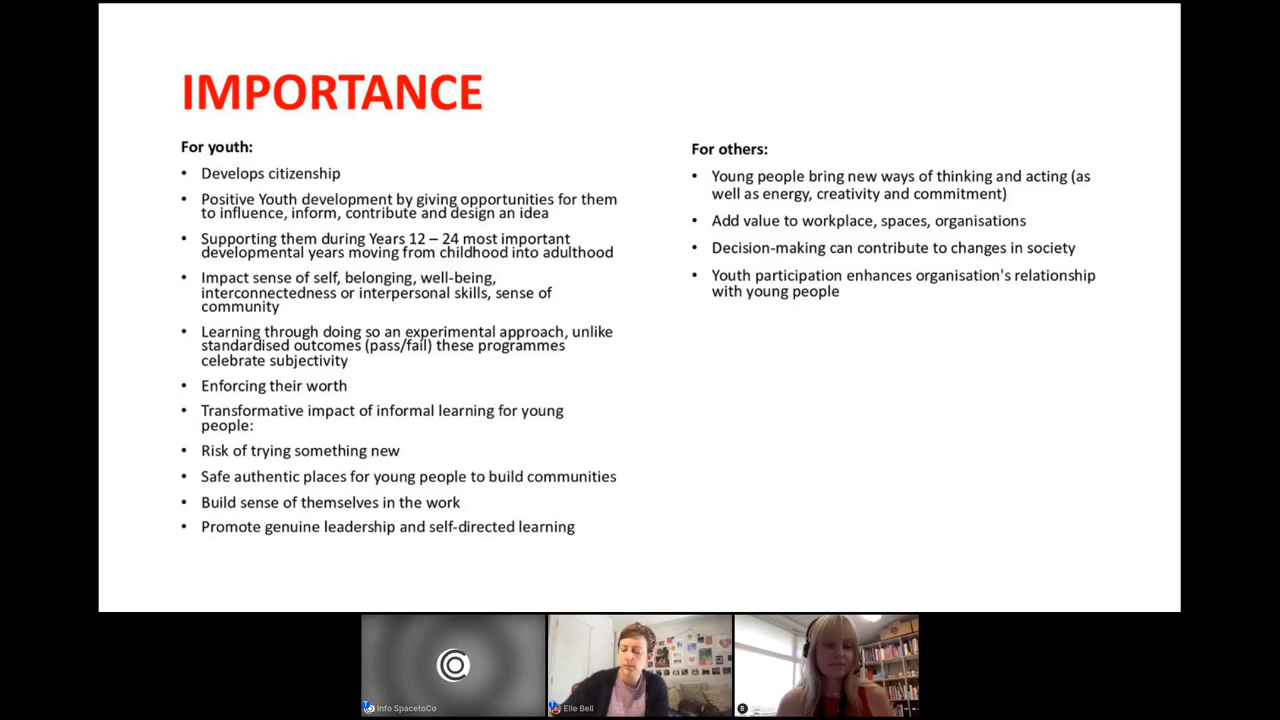 IMPORTANCE
For youth:
• Develops citizenship
• Positive Youth development by giving opportunities for them
to influence, inform, contribute and design an idea
• Supporting them during Years 12 – 24 most important
developmental years moving from childhood into adulthood
• Impact sense of self, belonging, well-being,
interconnectedness or interpersonal skills, sense of
community
• Learning through doing so an experimental approach, unlike
standardised outcomes (pass/fail) these programmes
celebrate subjectivity
• Enforcing their worth
• Transformative impact of informal learning for young
people:
• Risk of trying something new
• Safe authentic places for young people to build communities
• Build sense of themselves in the work
• Promote genuine leadership and self-directed learning
For others:
• Young people bring new ways of thinking and acting (as
well as energy, creativity and commitment)
• Add value to workplace, spaces, organisations
• Decision-making can contribute to changes in society
• Youth participation enhances organisation's relationship
with young people
Info SpacetoCo
Elle Bell